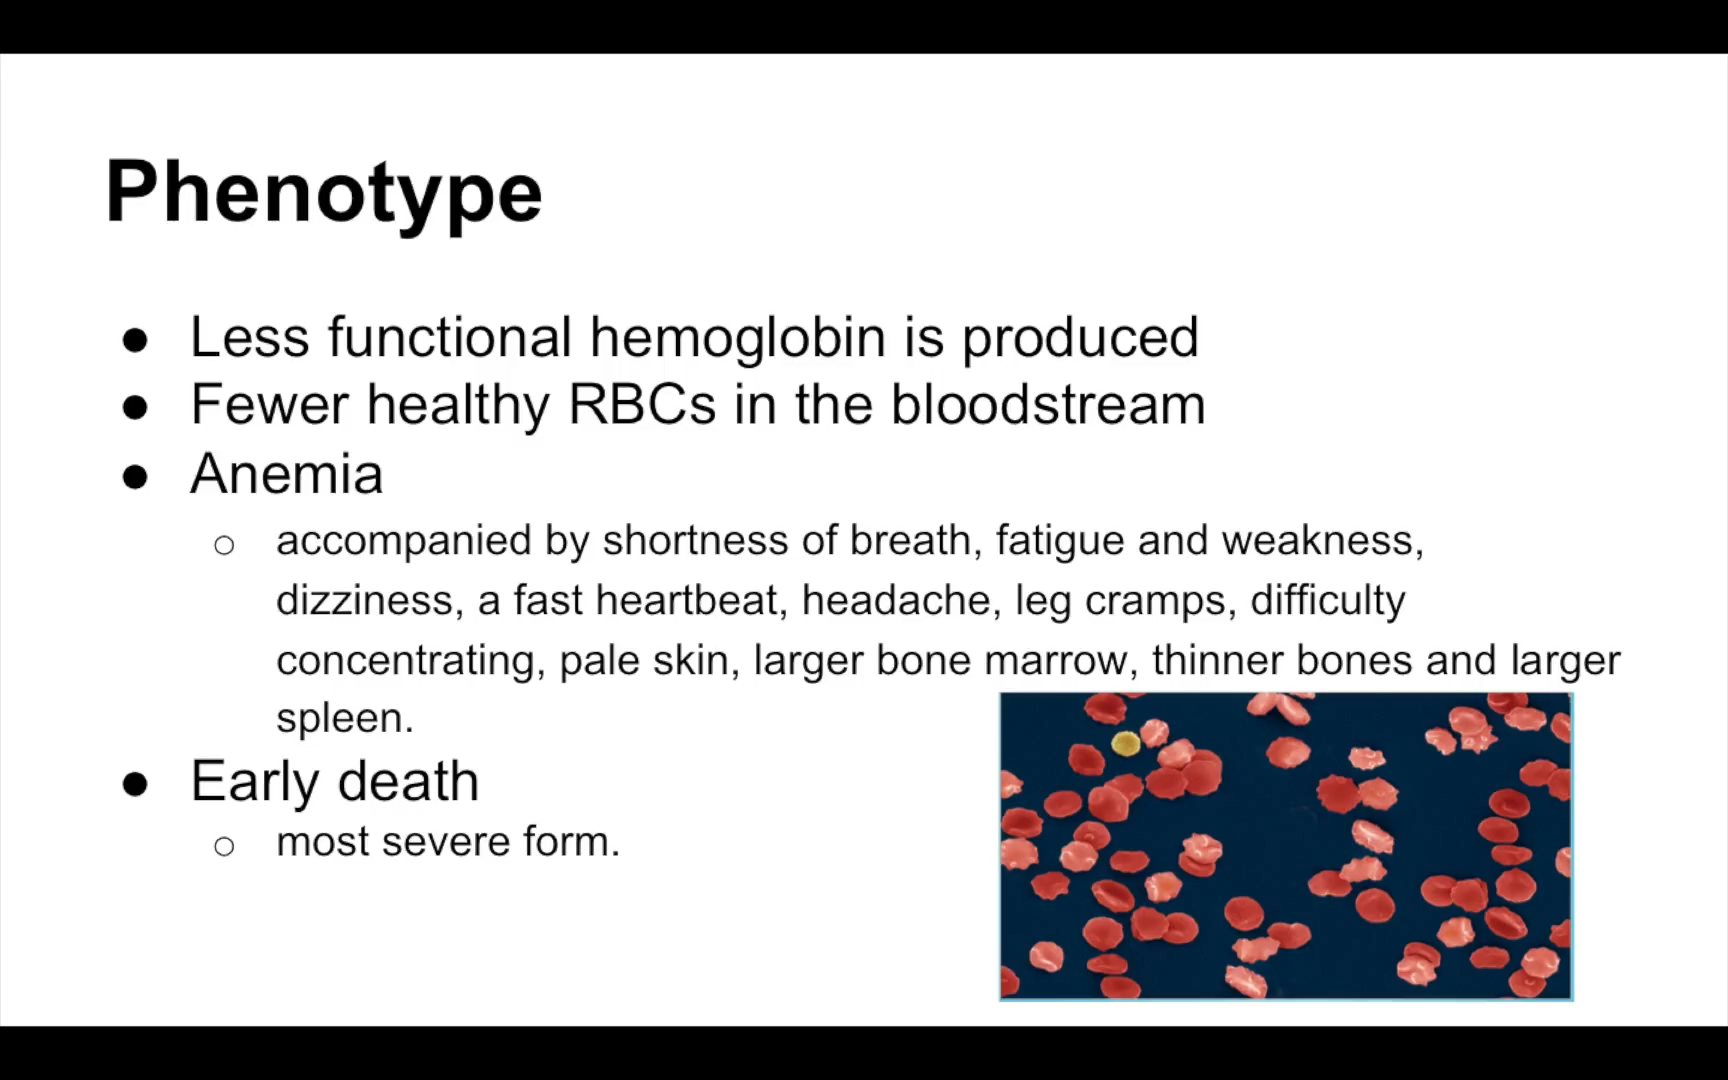 Phenotype
● Less functional hemoglobin is produced
● Fewer healthy RBCs in the bloodstream
● Anemia
○ accompanied by shortness of breath, fatigue and weakness,
dizziness, a fast heartbeat, headache, leg cramps, difficulty
concentrating, pale skin, larger bone marrow, thinner bones and larger
spleen.
● Early death
○ most severe form.